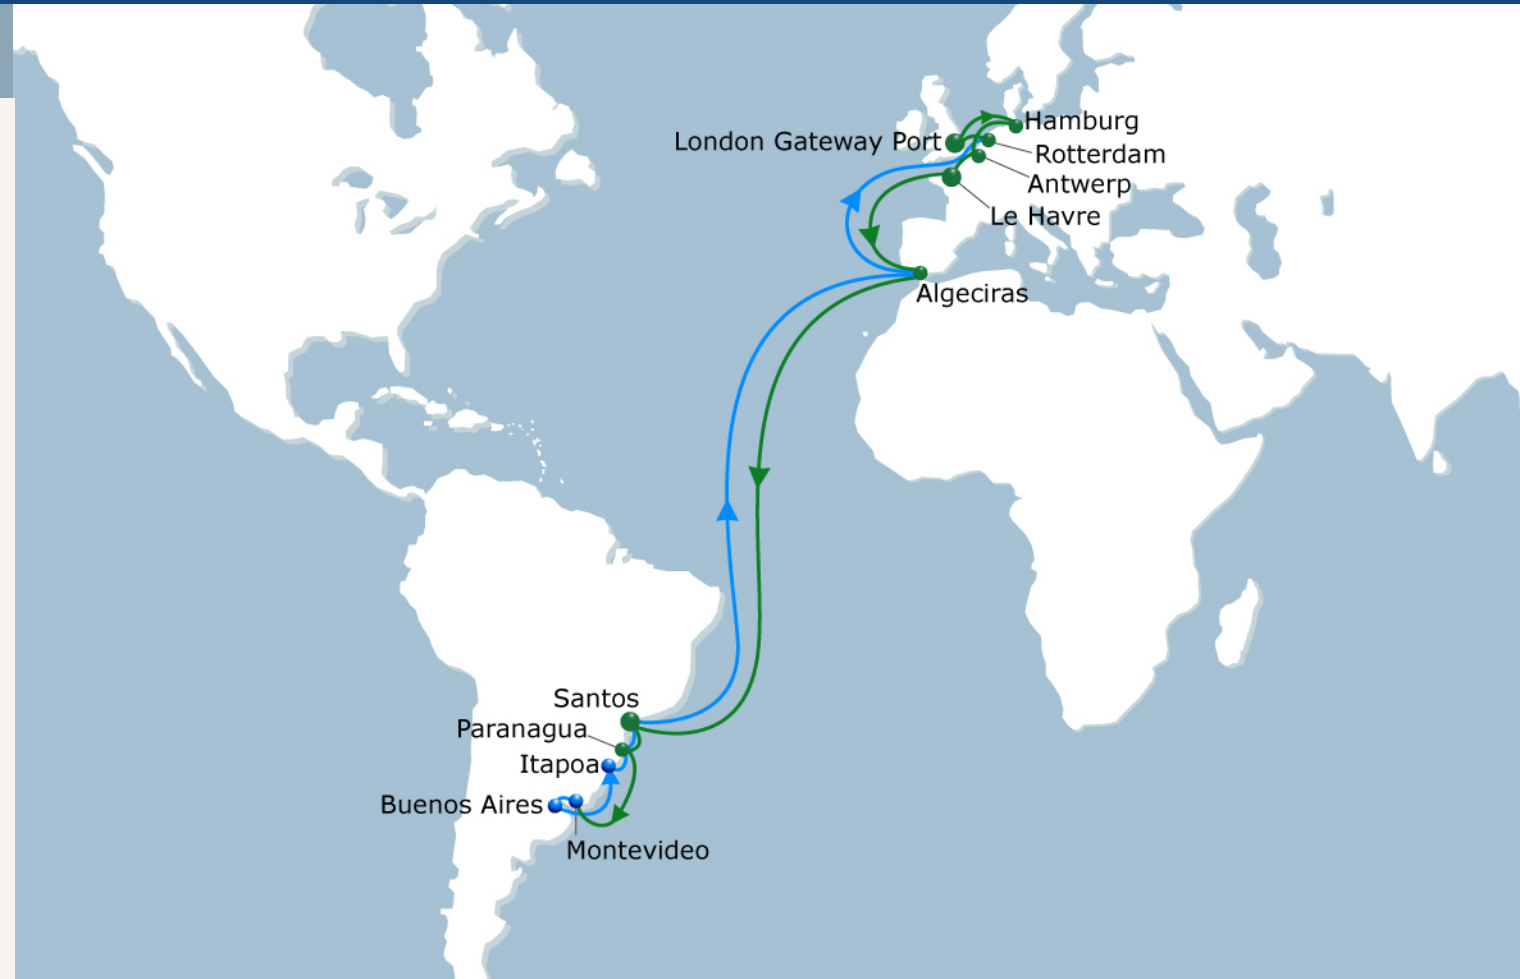 Hamburg
London Gateway Port
Rotterdam
Antwerp
Le Havre
Algeciras
Santos
Paranagua
Itapoa
Buenos Aires
Montevideo